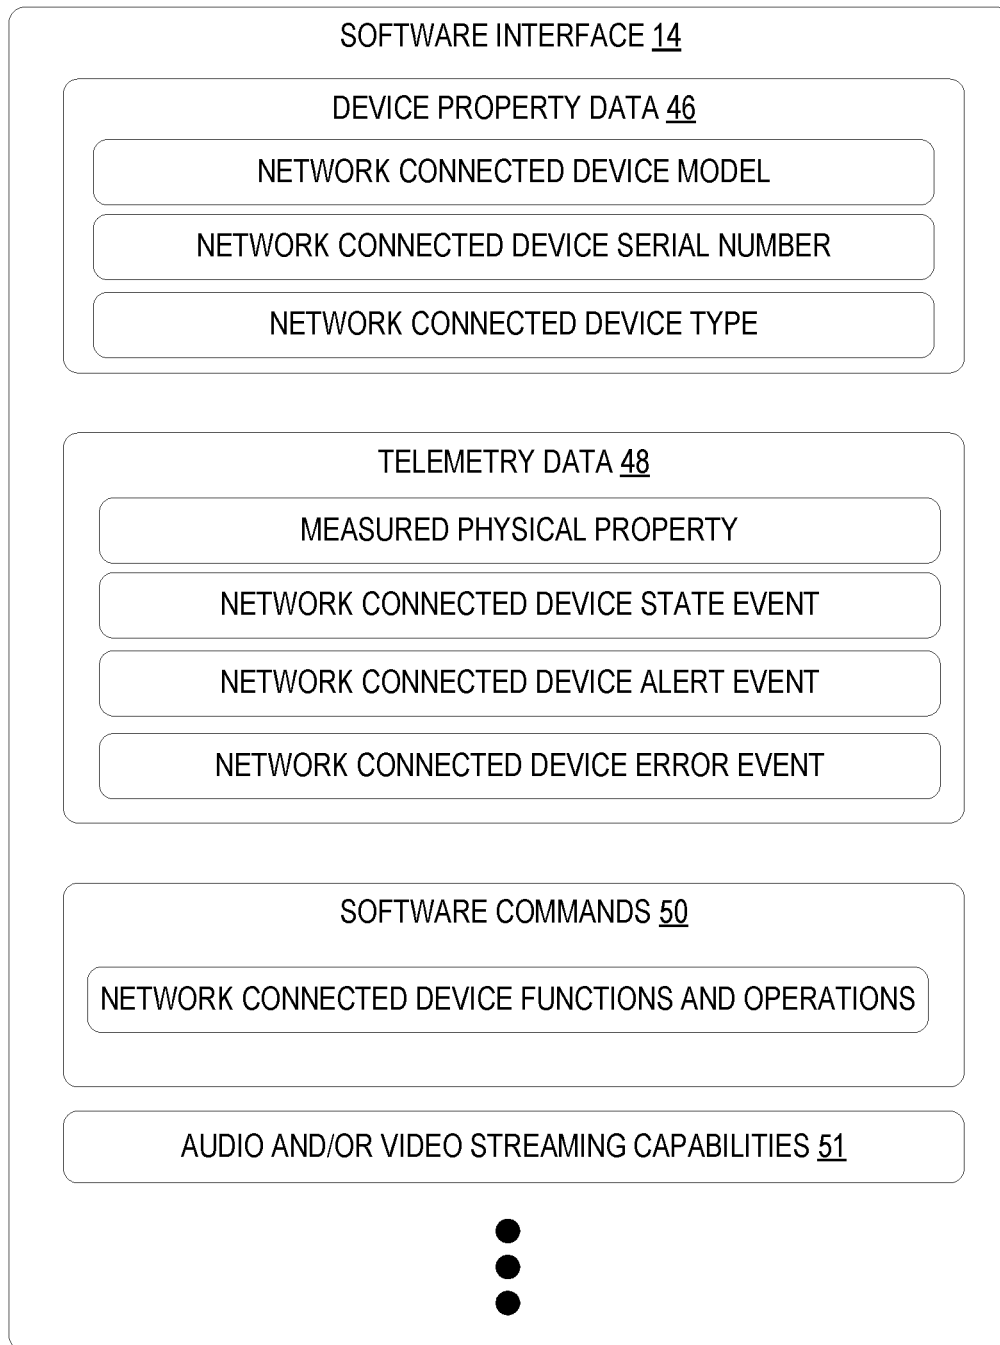 SOFTWARE INTERFACE 14
DEVICE PROPERTY DATA 46
NETWORK CONNECTED DEVICE MODEL
NETWORK CONNECTED DEVICE SERIAL NUMBER
NETWORK CONNECTED DEVICE TYPE
TELEMETRY DATA 48
MEASURED PHYSICAL PROPERTY
NETWORK CONNECTED DEVICE STATE EVENT
NETWORK CONNECTED DEVICE ALERT EVENT
NETWORK CONNECTED DEVICE ERROR EVENT
SOFTWARE COMMANDS 50
NETWORK CONNECTED DEVICE FUNCTIONS AND OPERATIONS
AUDIO AND/OR VIDEO STREAMING CAPABILITIES 51